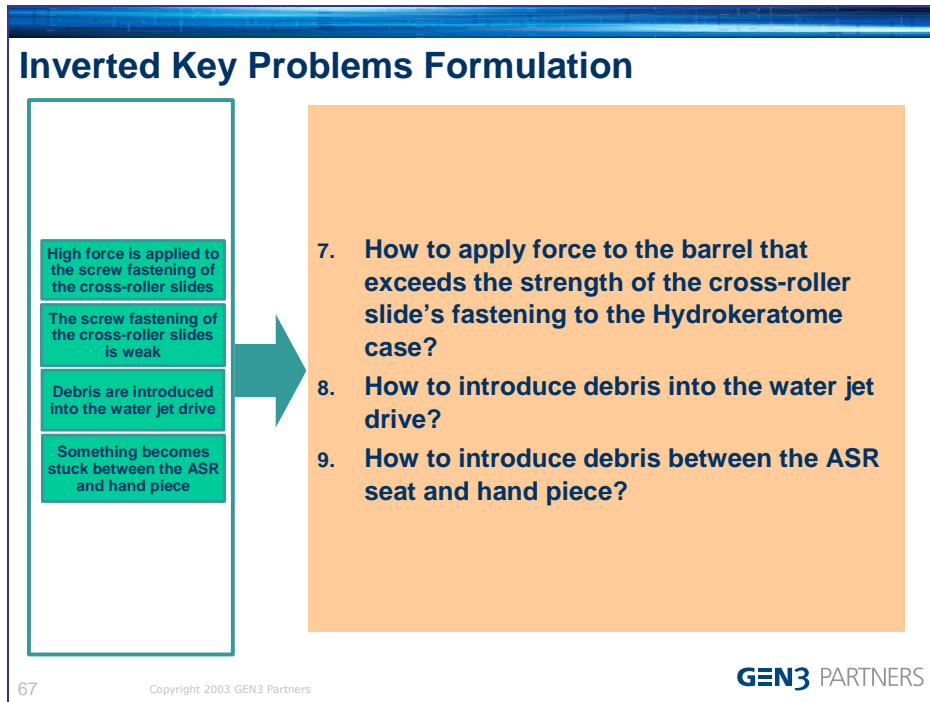 Inverted Key Problems Formulation
High force is applied to
the screw fastening of
the cross-roller slides
The screw fastening of
the cross-roller slides
is weak
Debris are introduced
into the water jet drive
Something becomes
stuck between the ASR
and hand piece
7. How to apply force to the barrel that
exceeds the strength of the cross-roller
slide’s fastening to the Hydrokeratome
case?
8. How to introduce debris into the water jet
drive?
9. How to introduce debris between the ASR
seat and hand piece?
67
Copyright 2003 GEN3 Partners
GEN3 PARTNERS